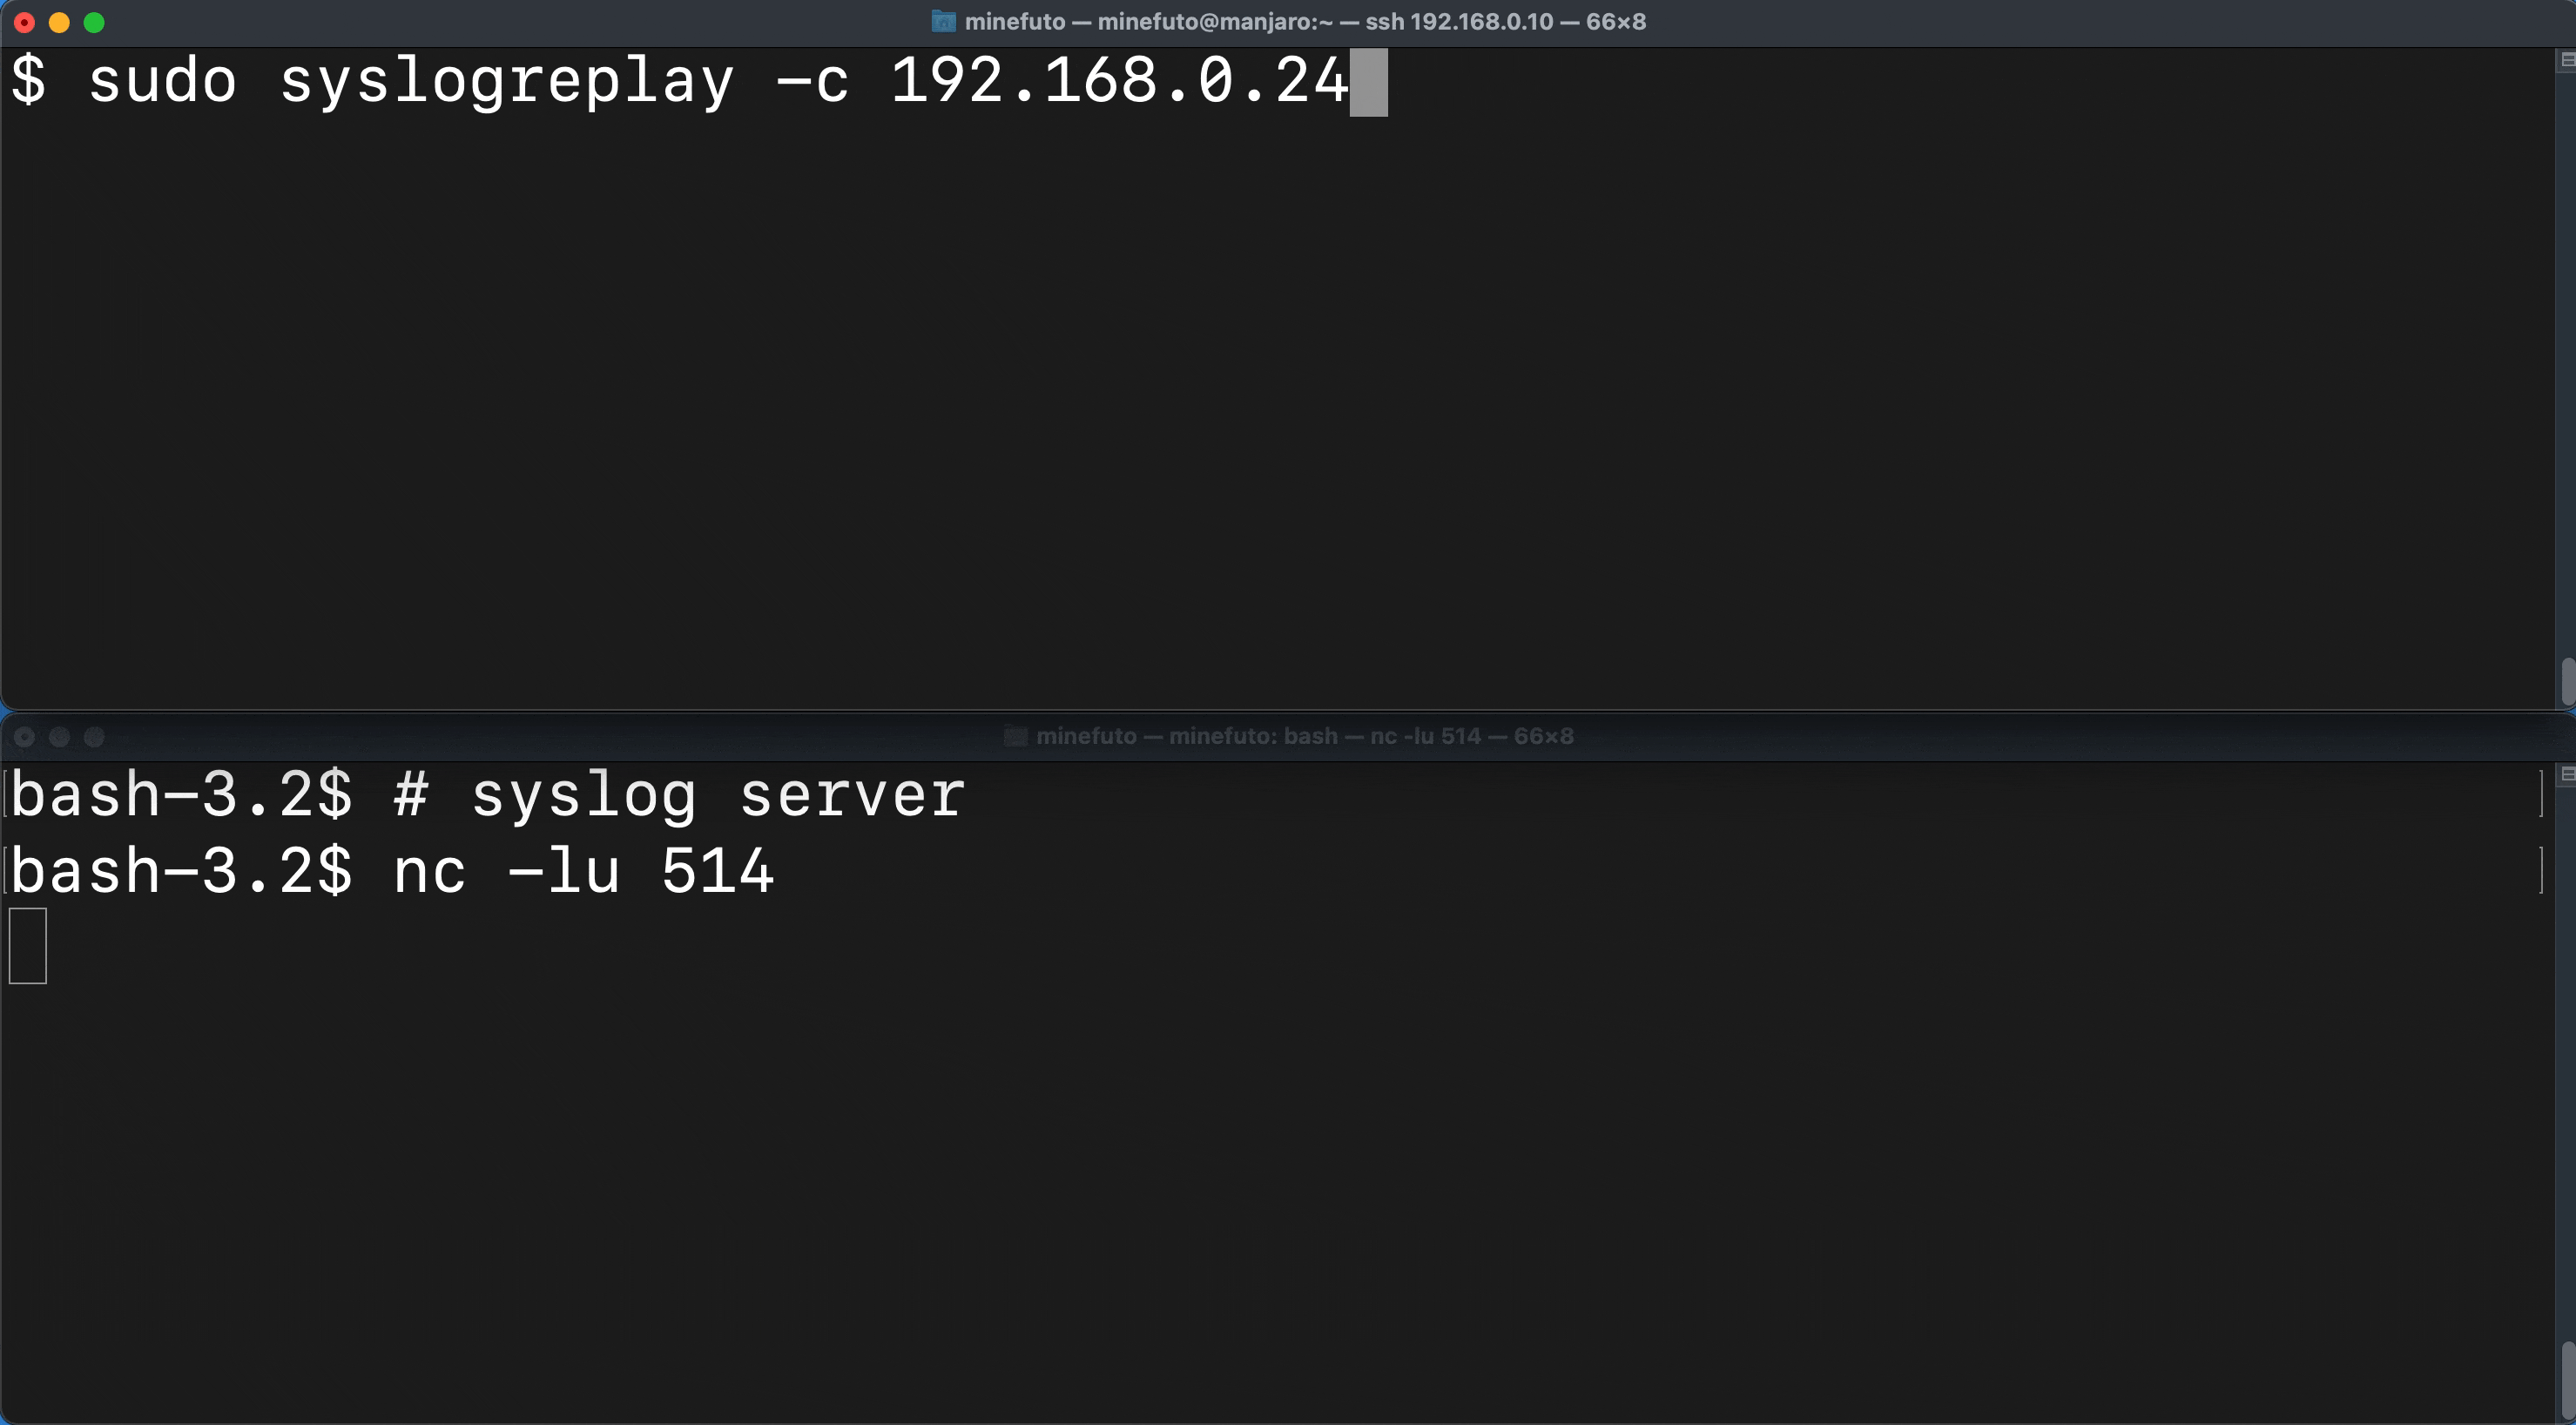 minefuto — minefuto@manjaro:~ — ssh 192.168.0.10 — 66×8
$ sudo syslogreplay -c 192.168.0.24
minefuto — minefuto: bash — nc -lu 514 — 66×8
[bash-3.2$ # syslog server ]
[bash-3.2$ nc -lu 514 ]